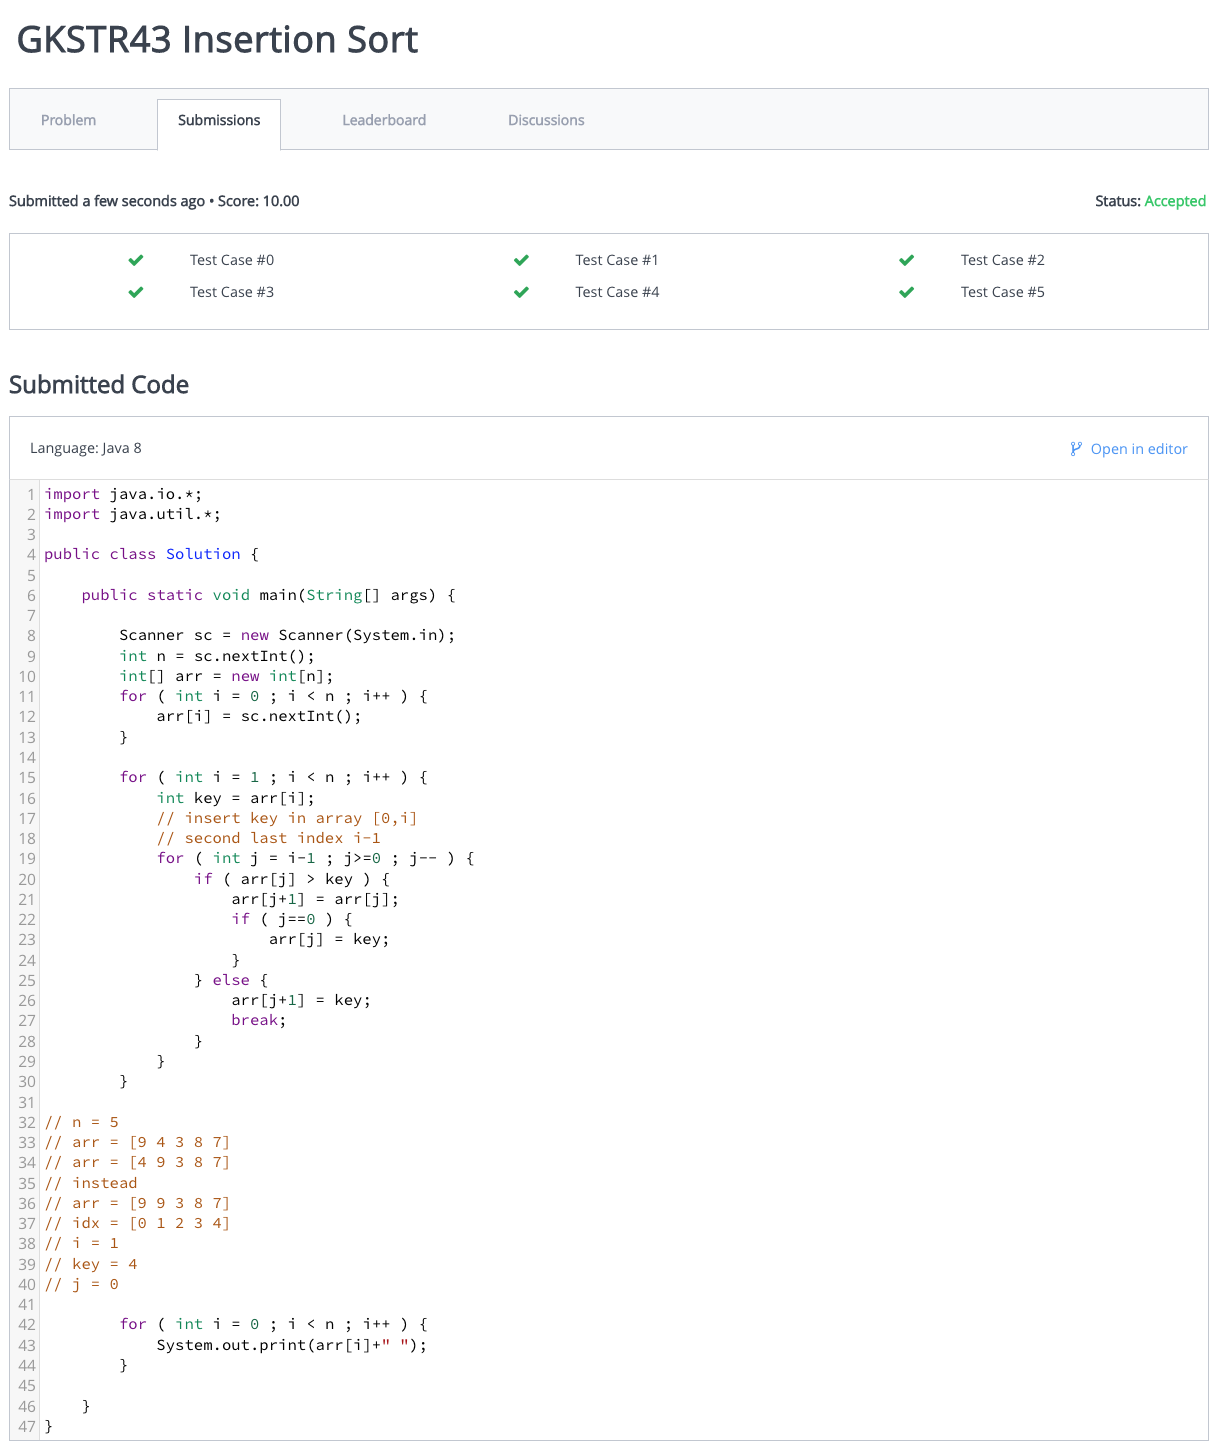 GKSTR43 Insertion Sort
Problem Submissions Leaderboard Discussions
Submitted a few seconds ago • Score: 10.00 Status: Accepted
Test Case #0 Test Case #1 Test Case #2
Test Case #3 Test Case #4 Test Case #5
Submitted Code
Language: Java 8 Open in editor
1 import java.io.*;
2 import java.util.*;
3
4 public class Solution {
5
6     public static void main(String[] args) {
7
8         Scanner sc = new Scanner(System.in);
9         int n = sc.nextInt();
10         int[] arr = new int[n];
11         for ( int i = 0 ; i < n ; i++ ) {
12             arr[i] = sc.nextInt();
13         }
14
15         for ( int i = 1 ; i < n ; i++ ) {
16             int key = arr[i];
17             // insert key in array [0,i]
18             // second last index i-1
19             for ( int j = i-1 ; j>=0 ; j-- ) {
20                 if ( arr[j] > key ) {
21                     arr[j+1] = arr[j];
22                     if ( j==0 ) {
23                         arr[j] = key;
24                     }
25                 } else {
26                     arr[j+1] = key;
27                     break;
28                 }
29             }
30         }
31
32 // n = 5
33 // arr = [9 4 3 8 7]
34 // arr = [4 9 3 8 7]
35 // instead
36 // arr = [9 9 3 8 7]
37 // idx = [0 1 2 3 4]
38 // i = 1
39 // key = 4
40 // j = 0
41
42         for ( int i = 0 ; i < n ; i++ ) {
43             System.out.print(arr[i]+" ");
44         }
45
46     }
47 }